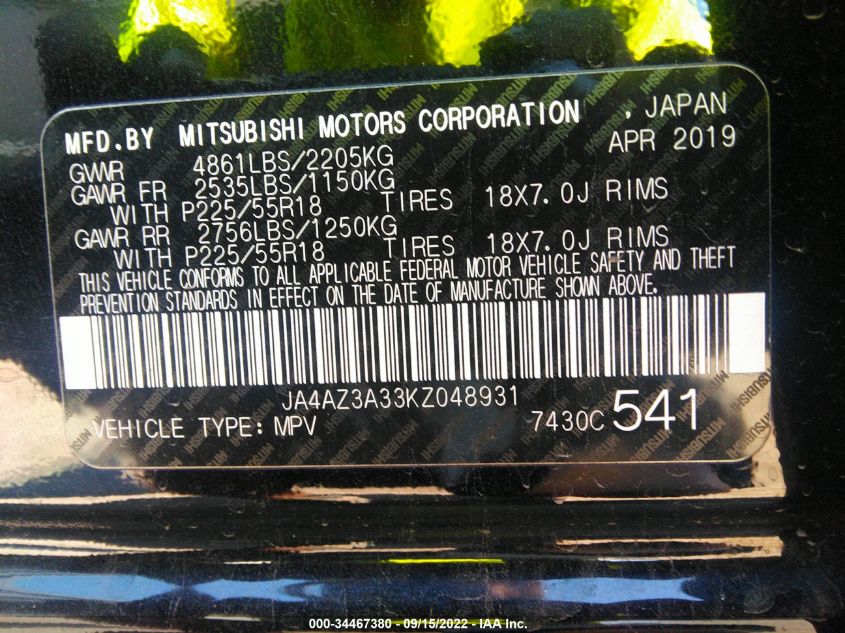 MFD.BY MITSUBISHI MOTORS CORPORATION , JAPAN
APR 2019
GVWR 4861LBS/2205KG
GAWR FR 2535LBS/1150KG
WITH P225/55R18 TIRES 18X7.0J RIMS
GAWR RR 2756LBS/1250KG
WITH P225/55R18 TIRES 18X7.0J RIMS
THIS VEHICLE CONFORMS TO ALL APPLICABLE FEDERAL MOTOR VEHICLE SAFETY AND THEFT
PREVENTION STANDARDS IN EFFECT ON THE DATE OF MANUFACTURE SHOWN ABOVE.
JA4AZ3A33KZ048931
VEHICLE TYPE: MPV 7430C 541
000-34467380 - 09/15/2022 - IAA Inc.